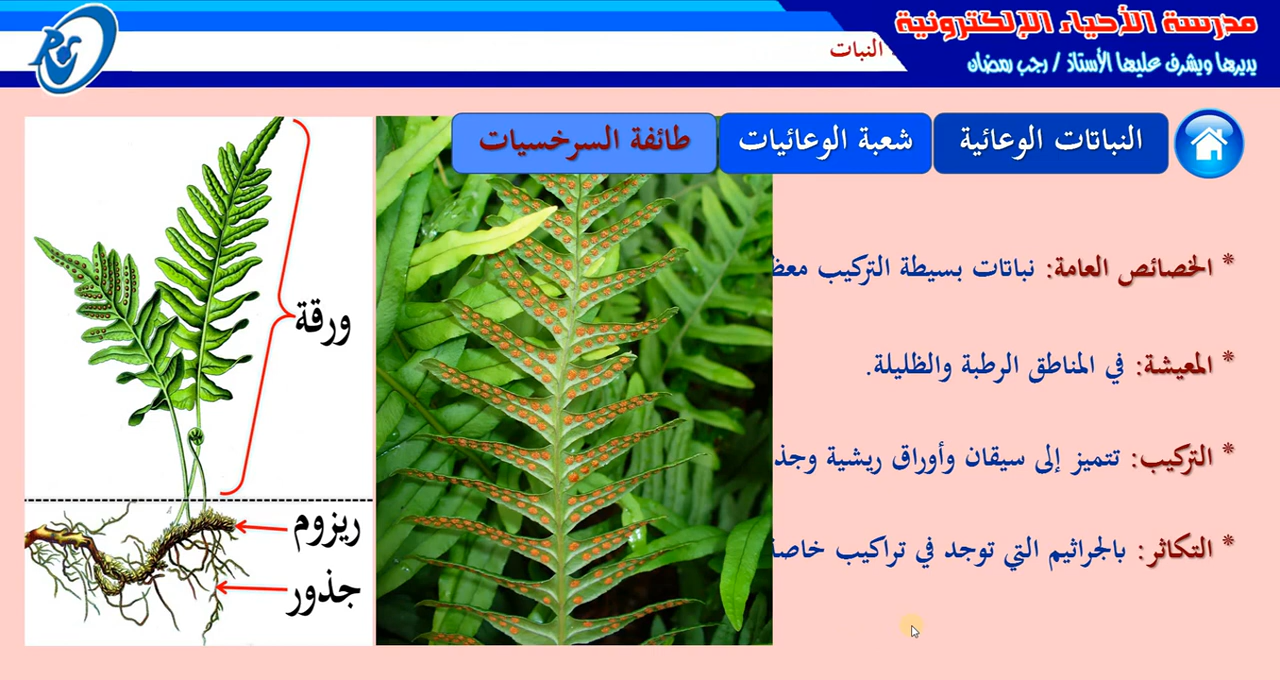 مدرسة الأحياء الإلكترونية
يديرها ويشرف عليها الأستاذ / رجب رمضان
النبات
النباتات الوعائية
شعبة الوعائيات
طائفة السرخسيات
* الخصائص العامة: نباتات بسيطة التركيب
* المعيشة: في المناطق الرطبة والظليلة.
* التركيب: تتميز إلى سيقان وأوراق ريشية
* التكاثر: بالجراثيم التي توجد في تراكيب خاصة
ورقة
ريزوم
جذور